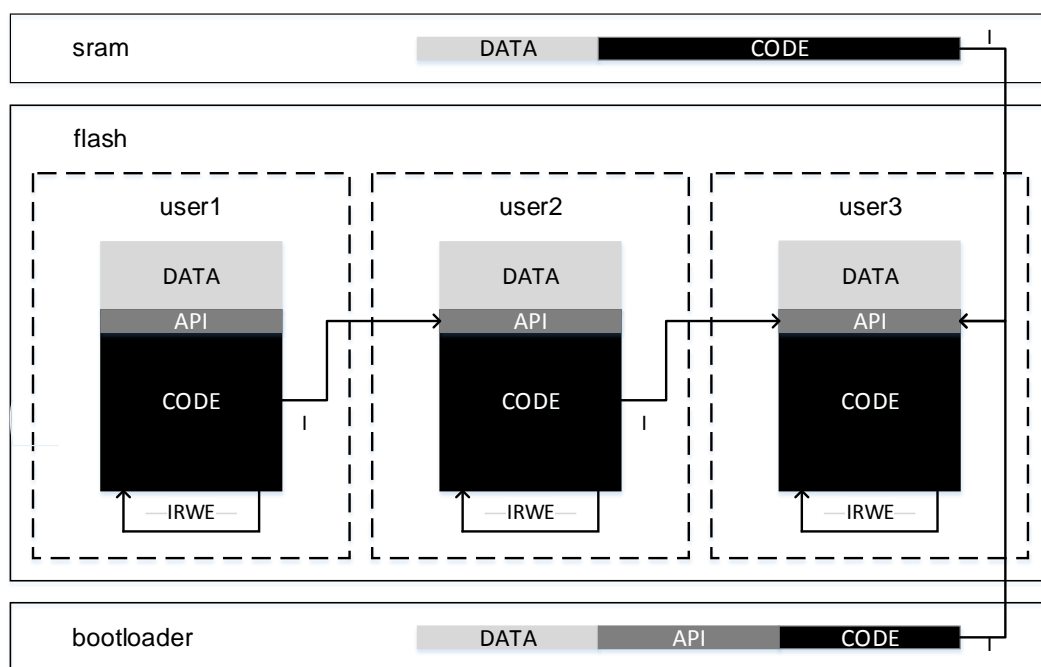 sram
DATA CODE
I
flash
user1 user2 user3
DATA DATA DATA
API API API
CODE CODE CODE
I I
IRWE IRWE IRWE
bootloader
DATA API CODE
I